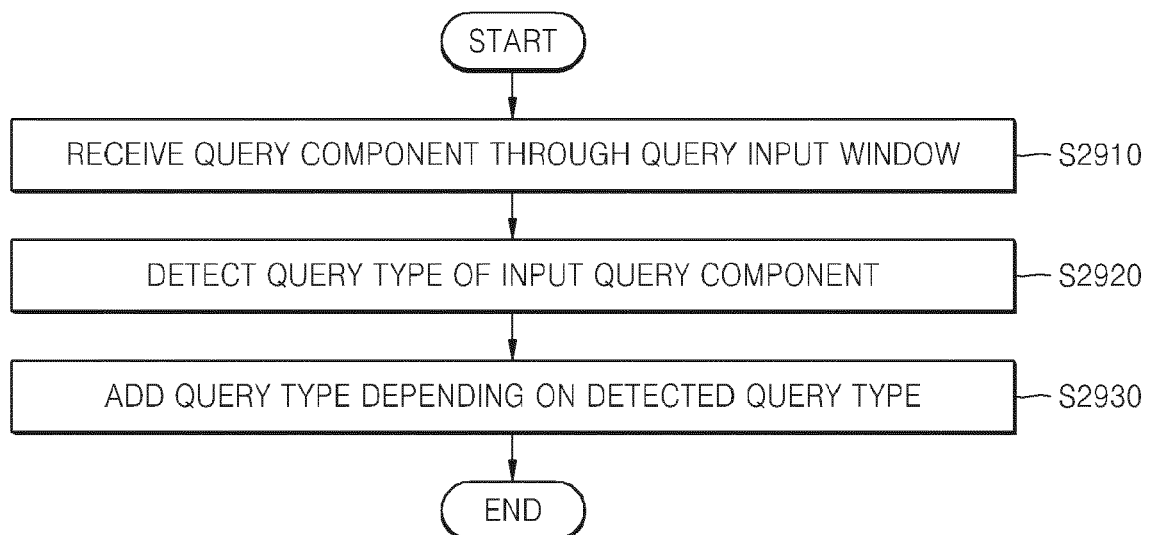 START
RECEIVE QUERY COMPONENT THROUGH QUERY INPUT WINDOW
S2910
DETECT QUERY TYPE OF INPUT QUERY COMPONENT
S2920
ADD QUERY TYPE DEPENDING ON DETECTED QUERY TYPE
S2930
END